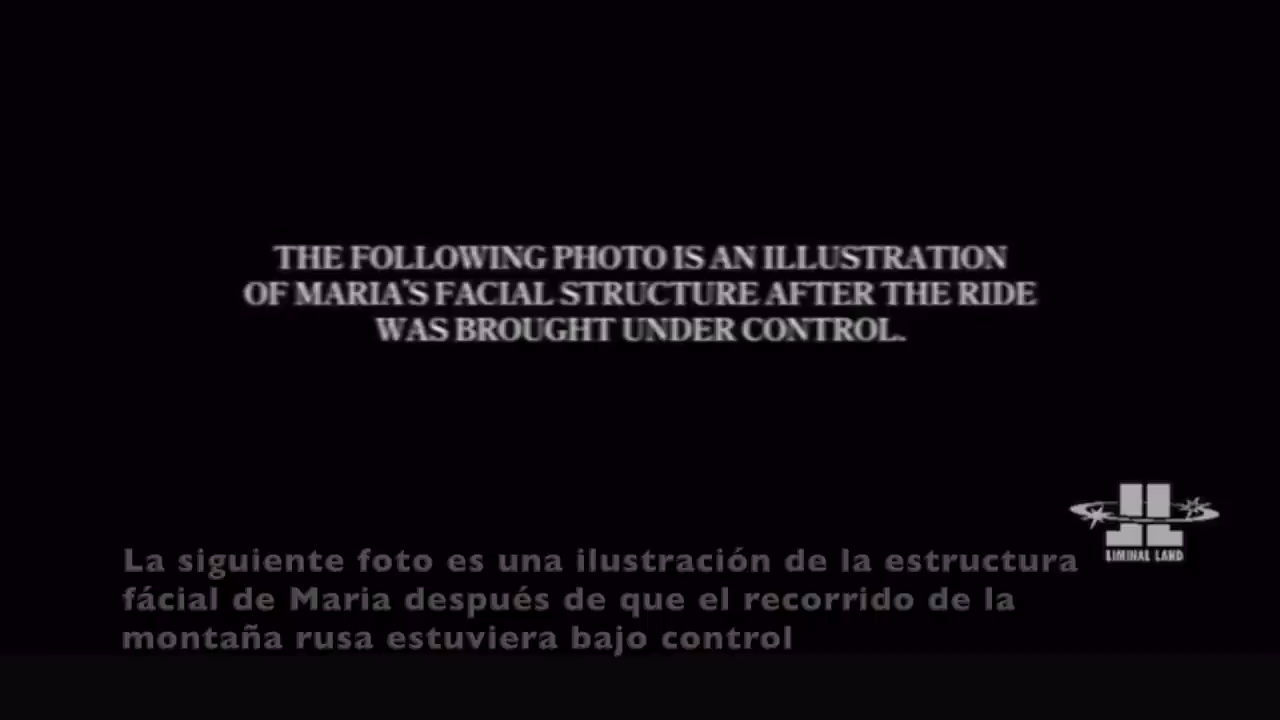 THE FOLLOWING PHOTO IS AN ILLUSTRATION
OF MARIA'S FACIAL STRUCTURE AFTER THE RIDE
WAS BROUGHT UNDER CONTROL.
LIMINAL LAND
La siguiente foto es una ilustración de la estructura
fácial de Maria después de que el recorrido de la
montaña rusa estuviera bajo control